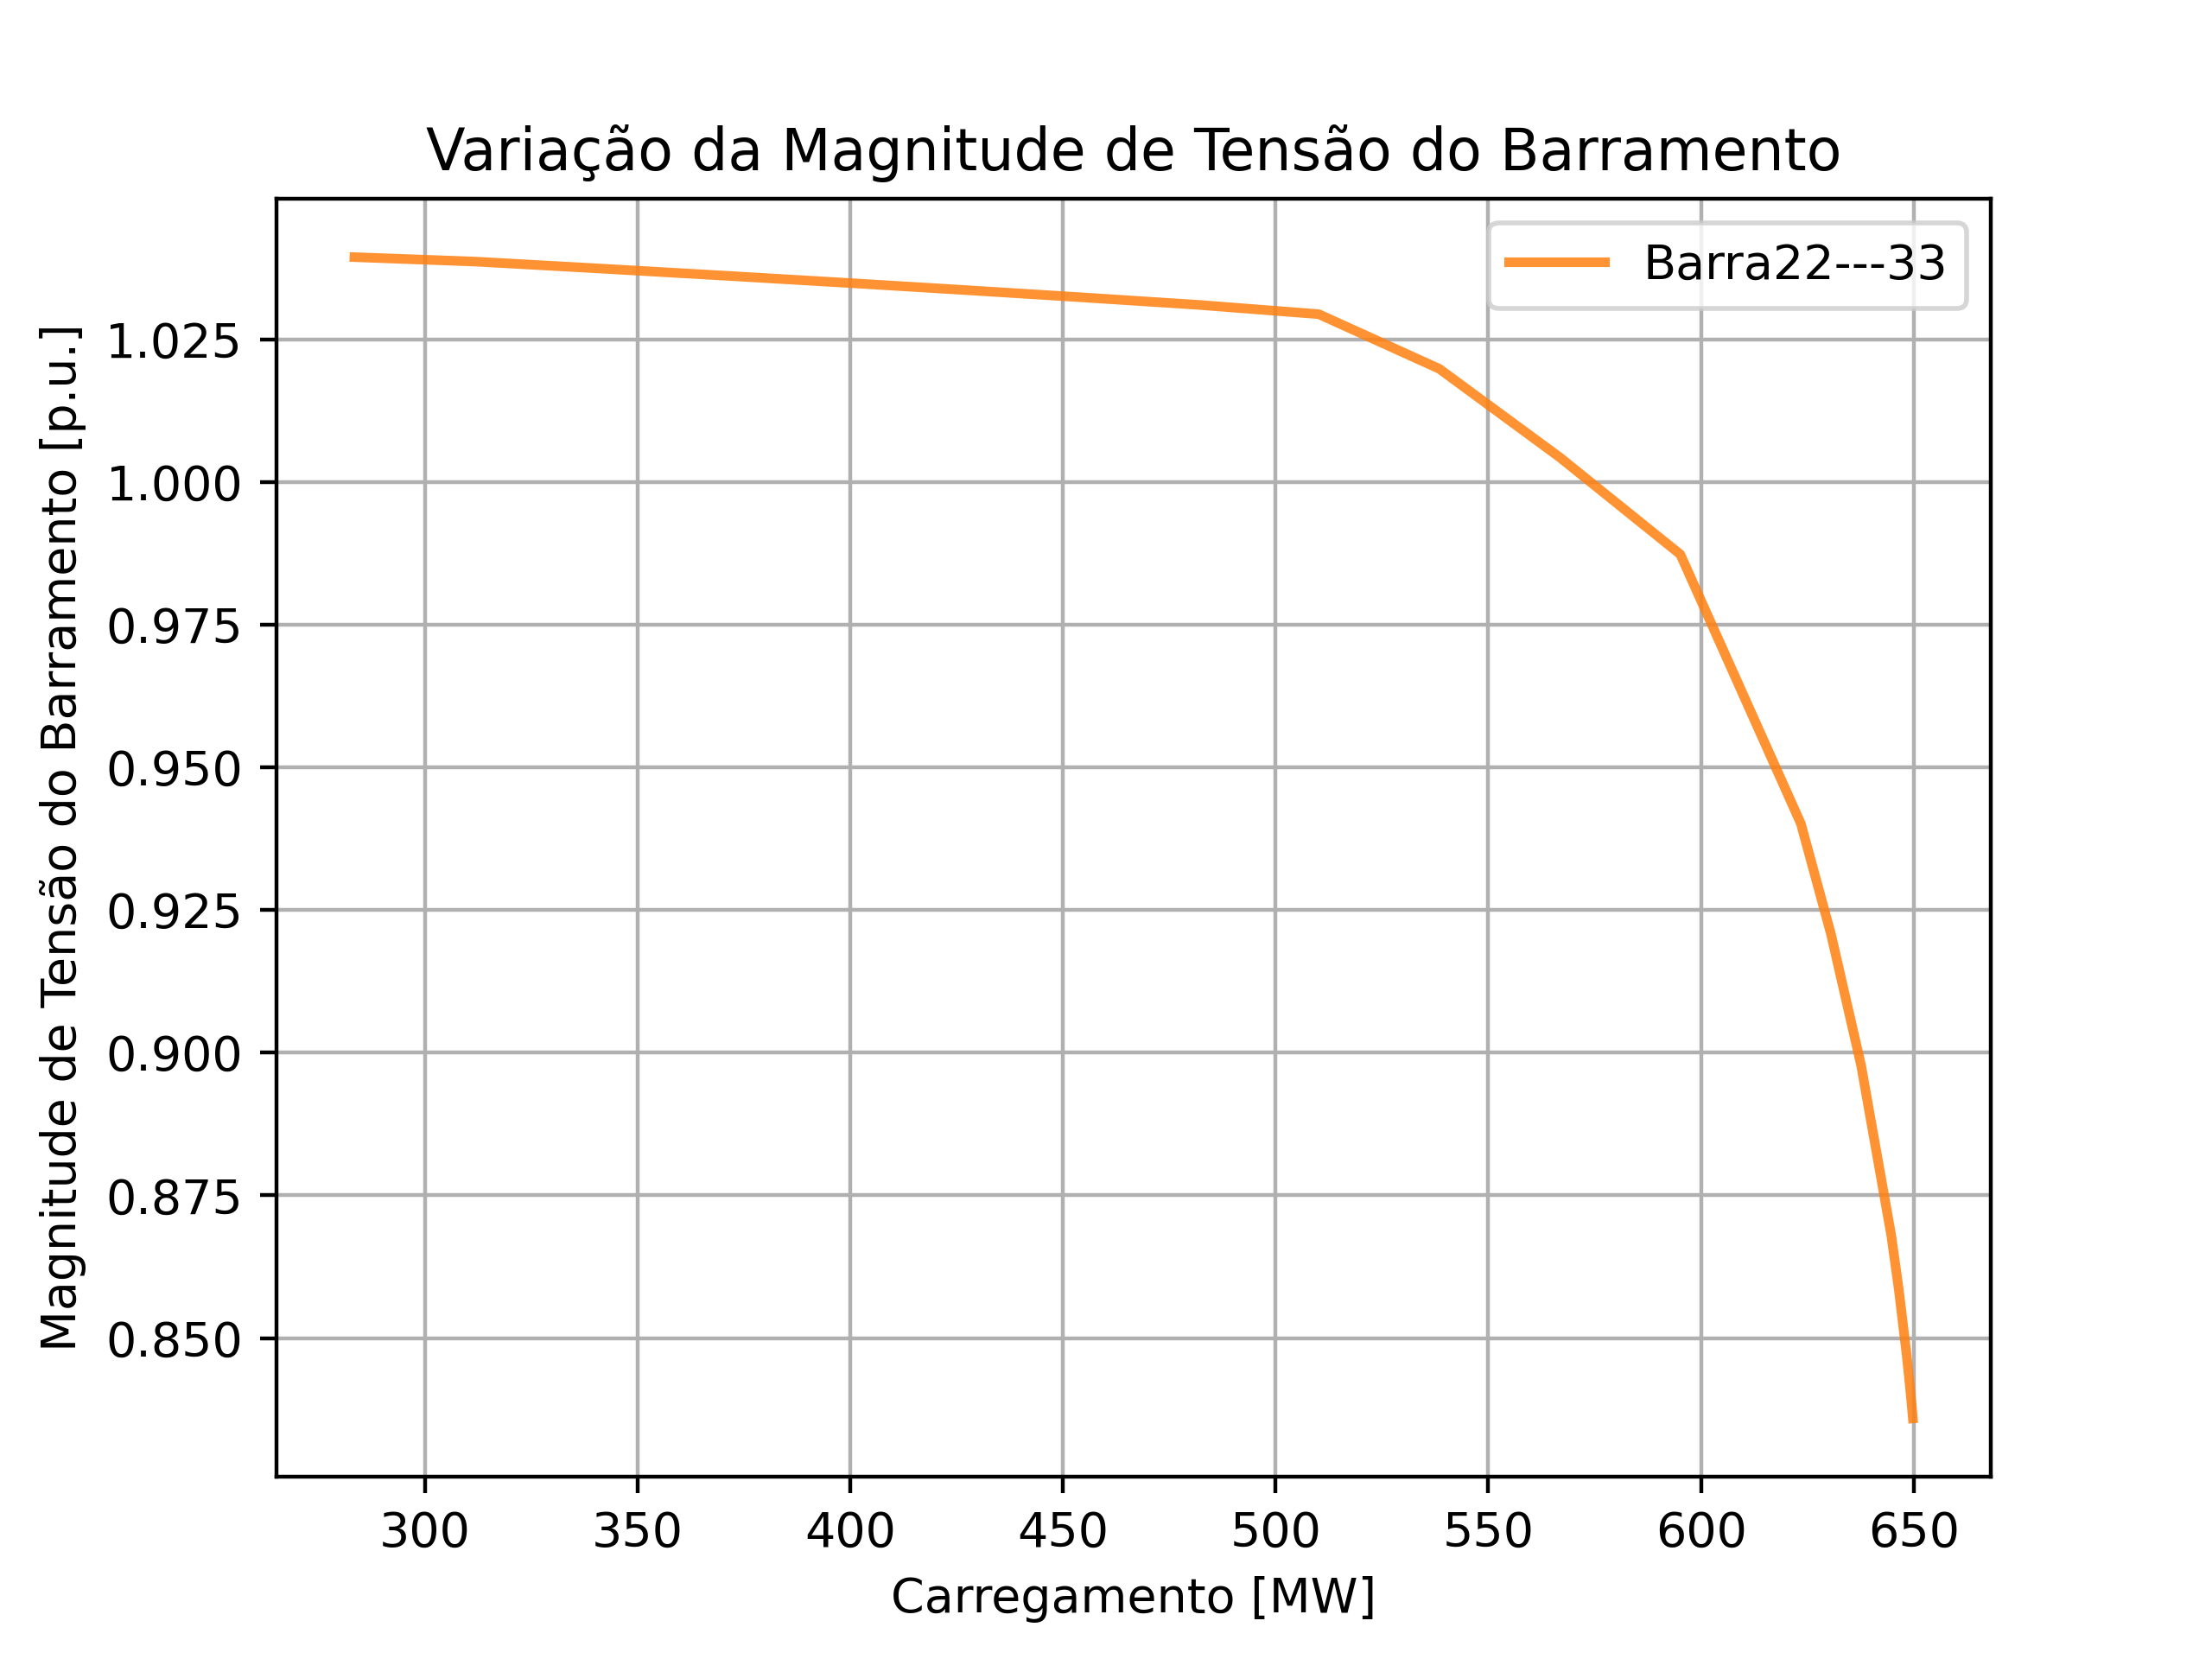 Variação da Magnitude de Tensão do Barramento
Barra22---33
Magnitude de Tensão do Barramento [p.u.]
1.025
1.000
0.975
0.950
0.925
0.900
0.875
0.850
300 350 400 450 500 550 600 650
Carregamento [MW]